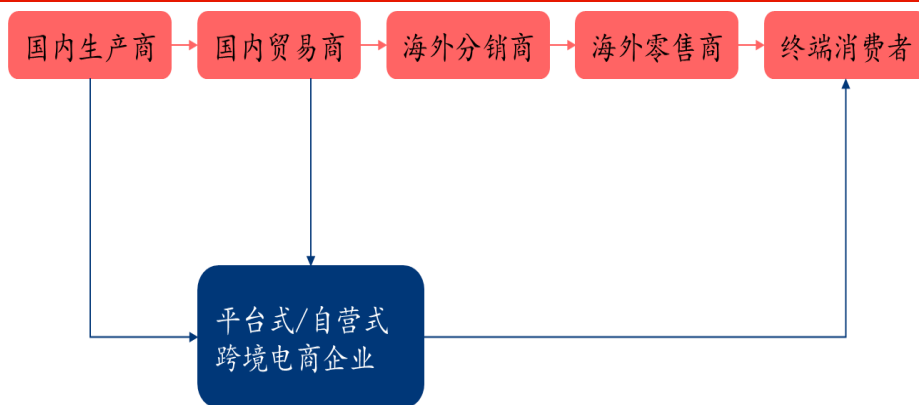 国内生产商
国内贸易商
海外分销商
海外零售商
终端消费者
平台式/自营式
跨境电商企业